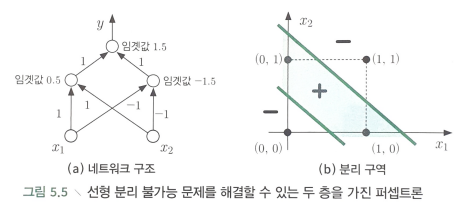 y
임곗값 1.5
1
1
임곗값 0.5
임곗값 −1.5
1
1
−1
−1
x₁
x₂
(a) 네트워크 구조
x₂
−
(0, 1)
(1, 1)
+
−
(0, 0)
(1, 0)
x₁
(b) 분리 구역
그림 5.5 \ 선형 분리 불가능 문제를 해결할 수 있는 두 층을 가진 퍼셉트론